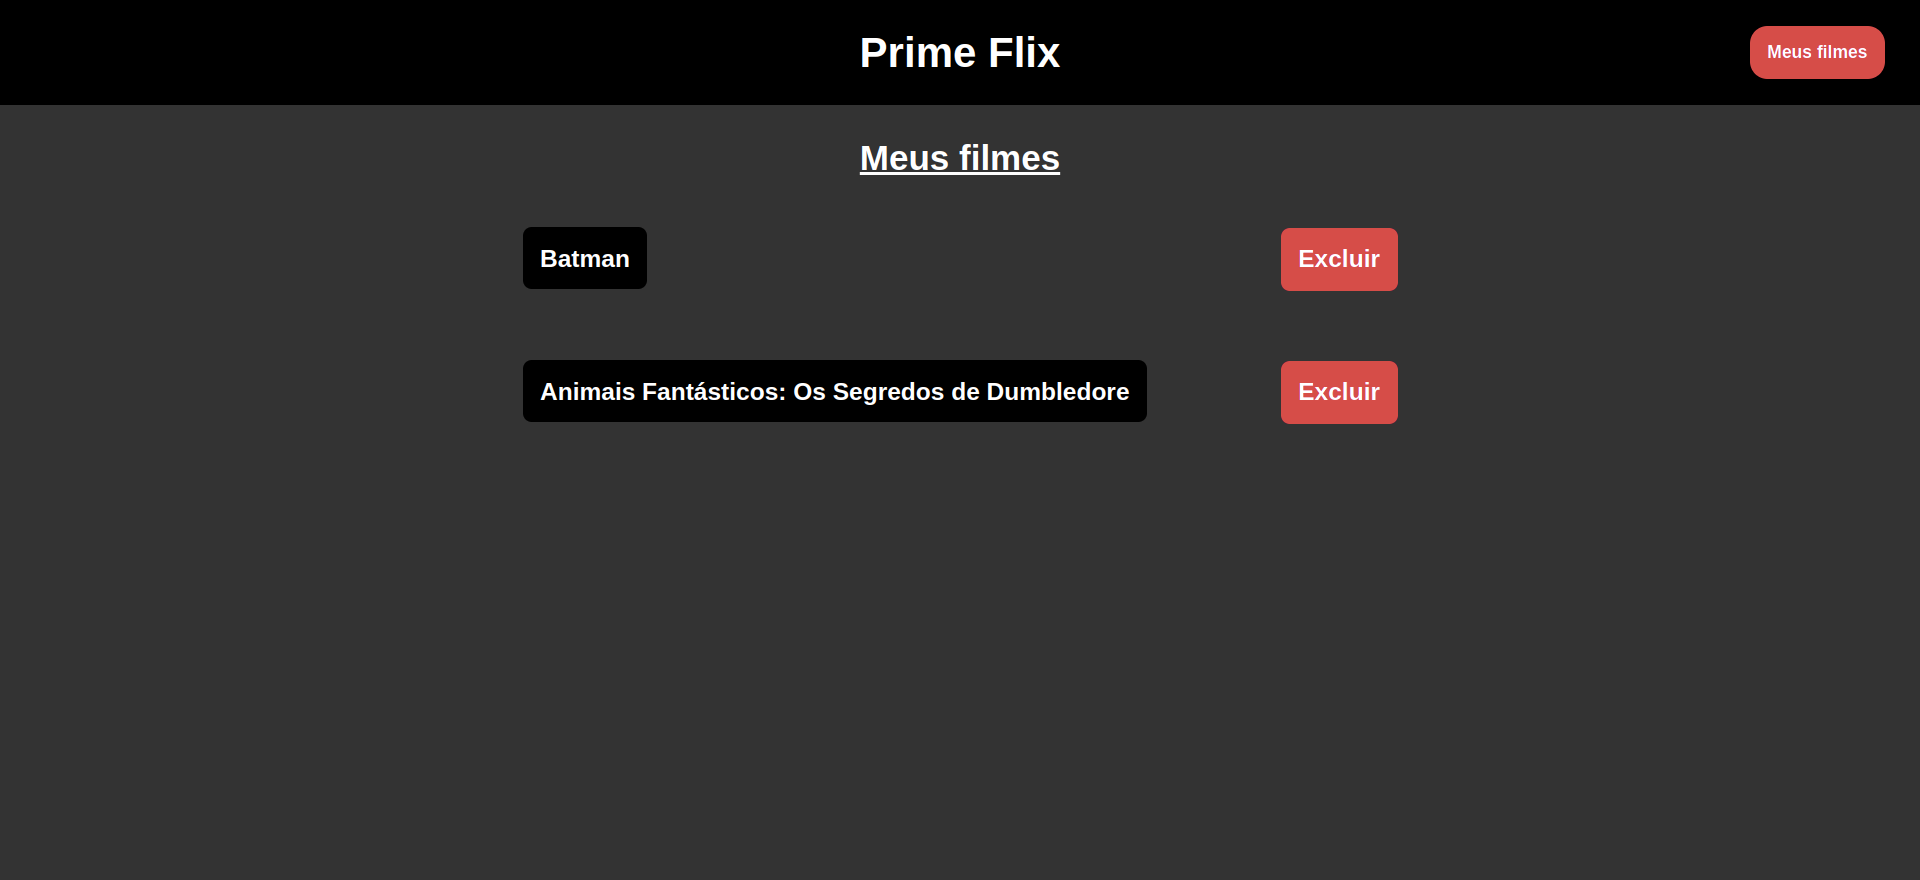 Prime Flix
Meus filmes
Meus filmes
Batman
Excluir
Animais Fantásticos: Os Segredos de Dumbledore
Excluir